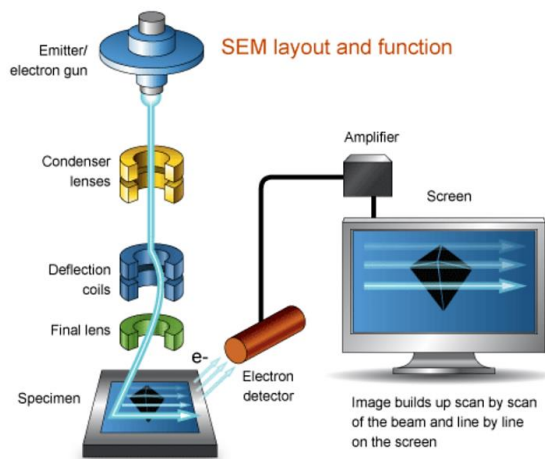 SEM layout and function
Emitter/
electron gun
Condenser
lenses
Amplifier
Screen
Deflection
coils
Final lens
e-
Electron
detector
Specimen
Image builds up scan by scan
of the beam and line by line
on the screen